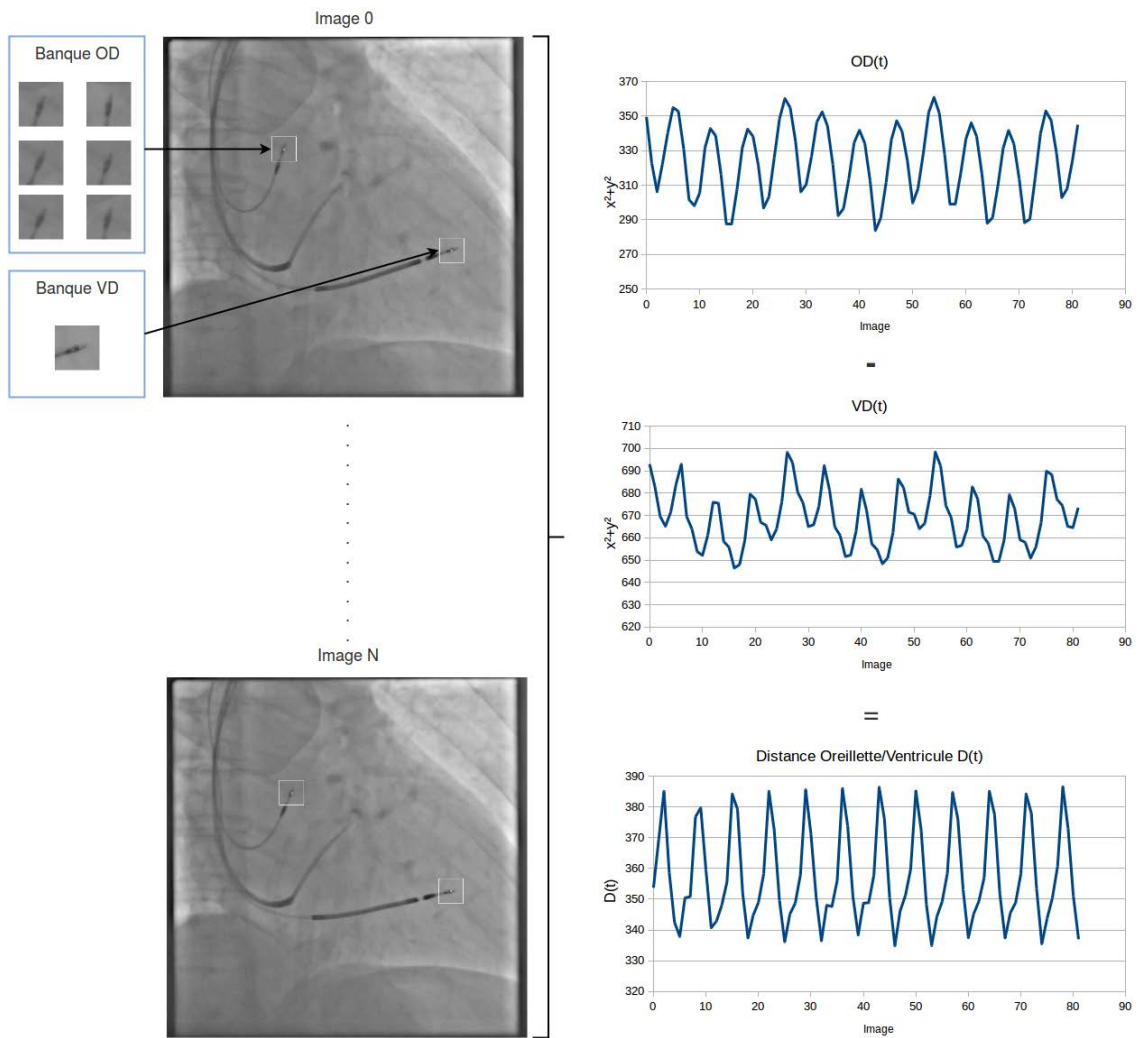 Image 0
Banque OD
Banque VD
Image N
OD(t)
370
350
330
310
290
270
250
x²+y²
0 10 20 30 40 50 60 70 80 90
Image
-
VD(t)
710
700
690
680
670
660
650
640
630
620
x²+y²
0 10 20 30 40 50 60 70 80 90
Image
=
Distance Oreillette/Ventricule D(t)
390
380
370
360
350
340
330
320
D(t)
0 10 20 30 40 50 60 70 80 90
Image